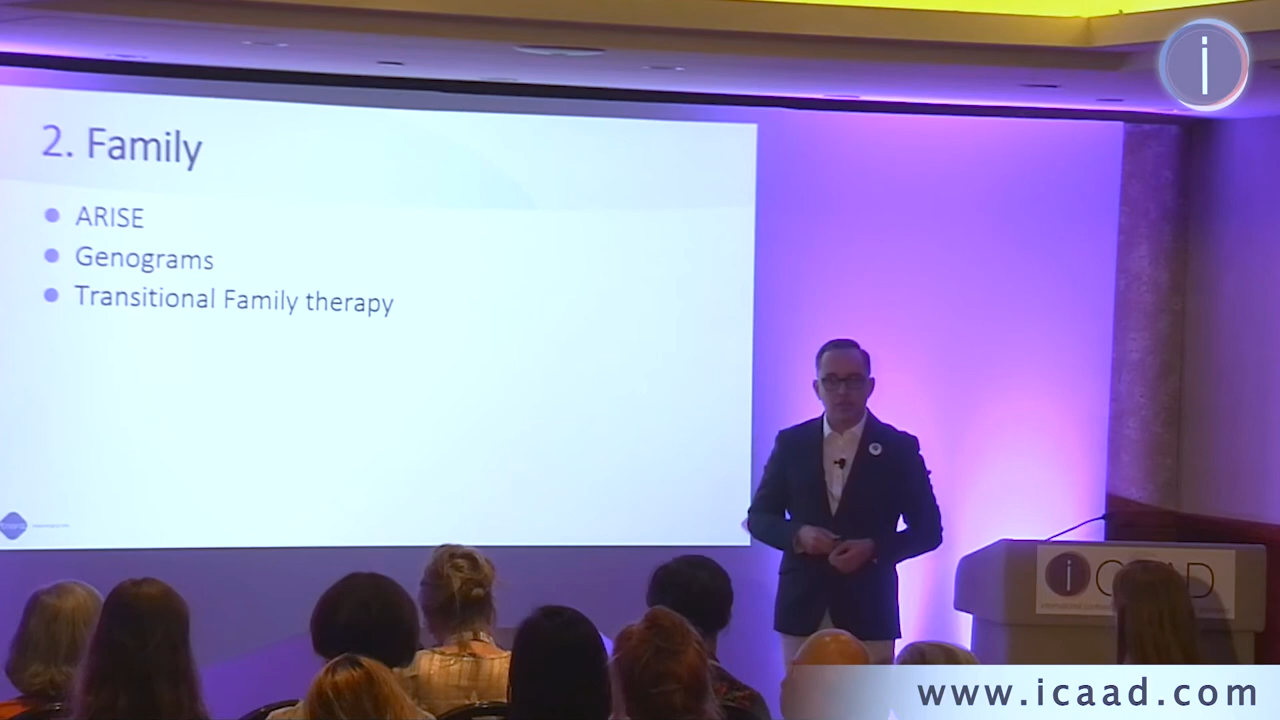 i
2. Family
ARISE
Genograms
Transitional Family therapy
iCAAD
www.icaad.com